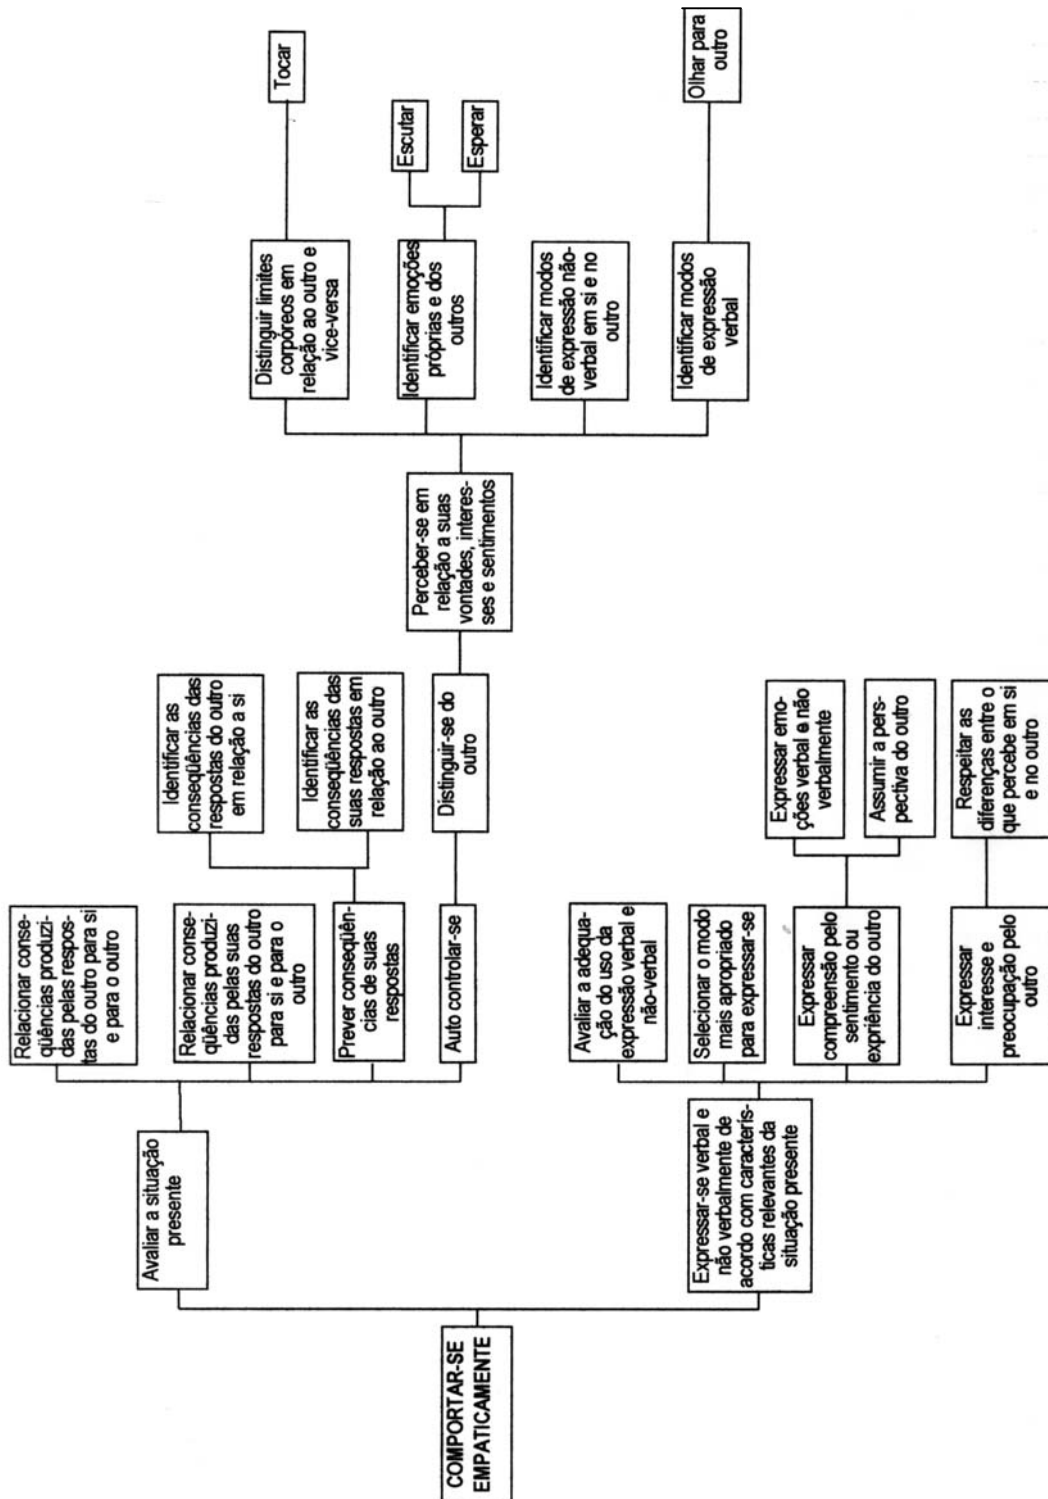 COMPORTAR-SE
EMPATICAMENTE
Avaliar a situação
presente
Expressar-se verbal e
não verbalmente de
acordo com caracterís-
ticas relevantes da
situação presente
Relacionar conse-
qüências produzi-
das pelas respos-
tas do outro para si
e para o outro
Relacionar conse-
qüências produzi-
das pelas suas
respostas do outro
para si e para o
outro
Prever conseqüên-
cias de suas
respostas
Auto controlar-se
Avaliar a adequa-
ção do uso da
expressão verbal e
não-verbal
Selecionar o modo
mais apropriado
para expressar-se
Expressar
compreensão pelo
sentimento ou
expriência do outro
Expressar
interesse e
preocupação pelo
outro
Identificar as
conseqüências das
respostas do outro
em relação a si
Identificar as
conseqüências das
suas respostas em
relação ao outro
Distinguir-se do
outro
Expressar emo-
ções verbal e não
verbalmente
Assumir a pers-
pectiva do outro
Respeitar as
diferenças entre o
que percebe em si
e no outro
Perceber-se em
relação a suas
vontades, interes-
ses e sentimentos
Distinguir limites
corpóreos em
relação ao outro e
vice-versa
Identificar emoções
próprias e dos
outros
Identificar modos
de expressão não-
verbal em si e no
outro
Identificar modos
de expressão
verbal
Tocar
Escutar
Esperar
Olhar para
outro